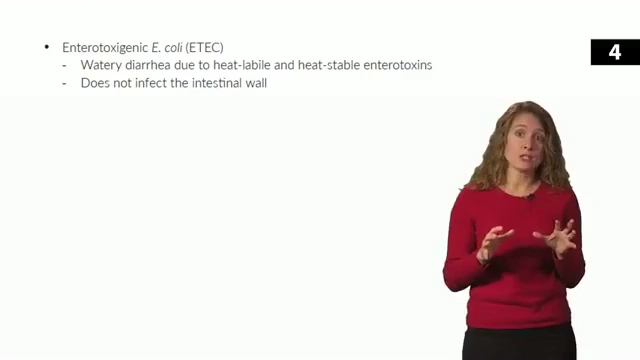 • Enterotoxigenic E. coli (ETEC)
- Watery diarrhea due to heat-labile and heat-stable enterotoxins
- Does not infect the intestinal wall
4